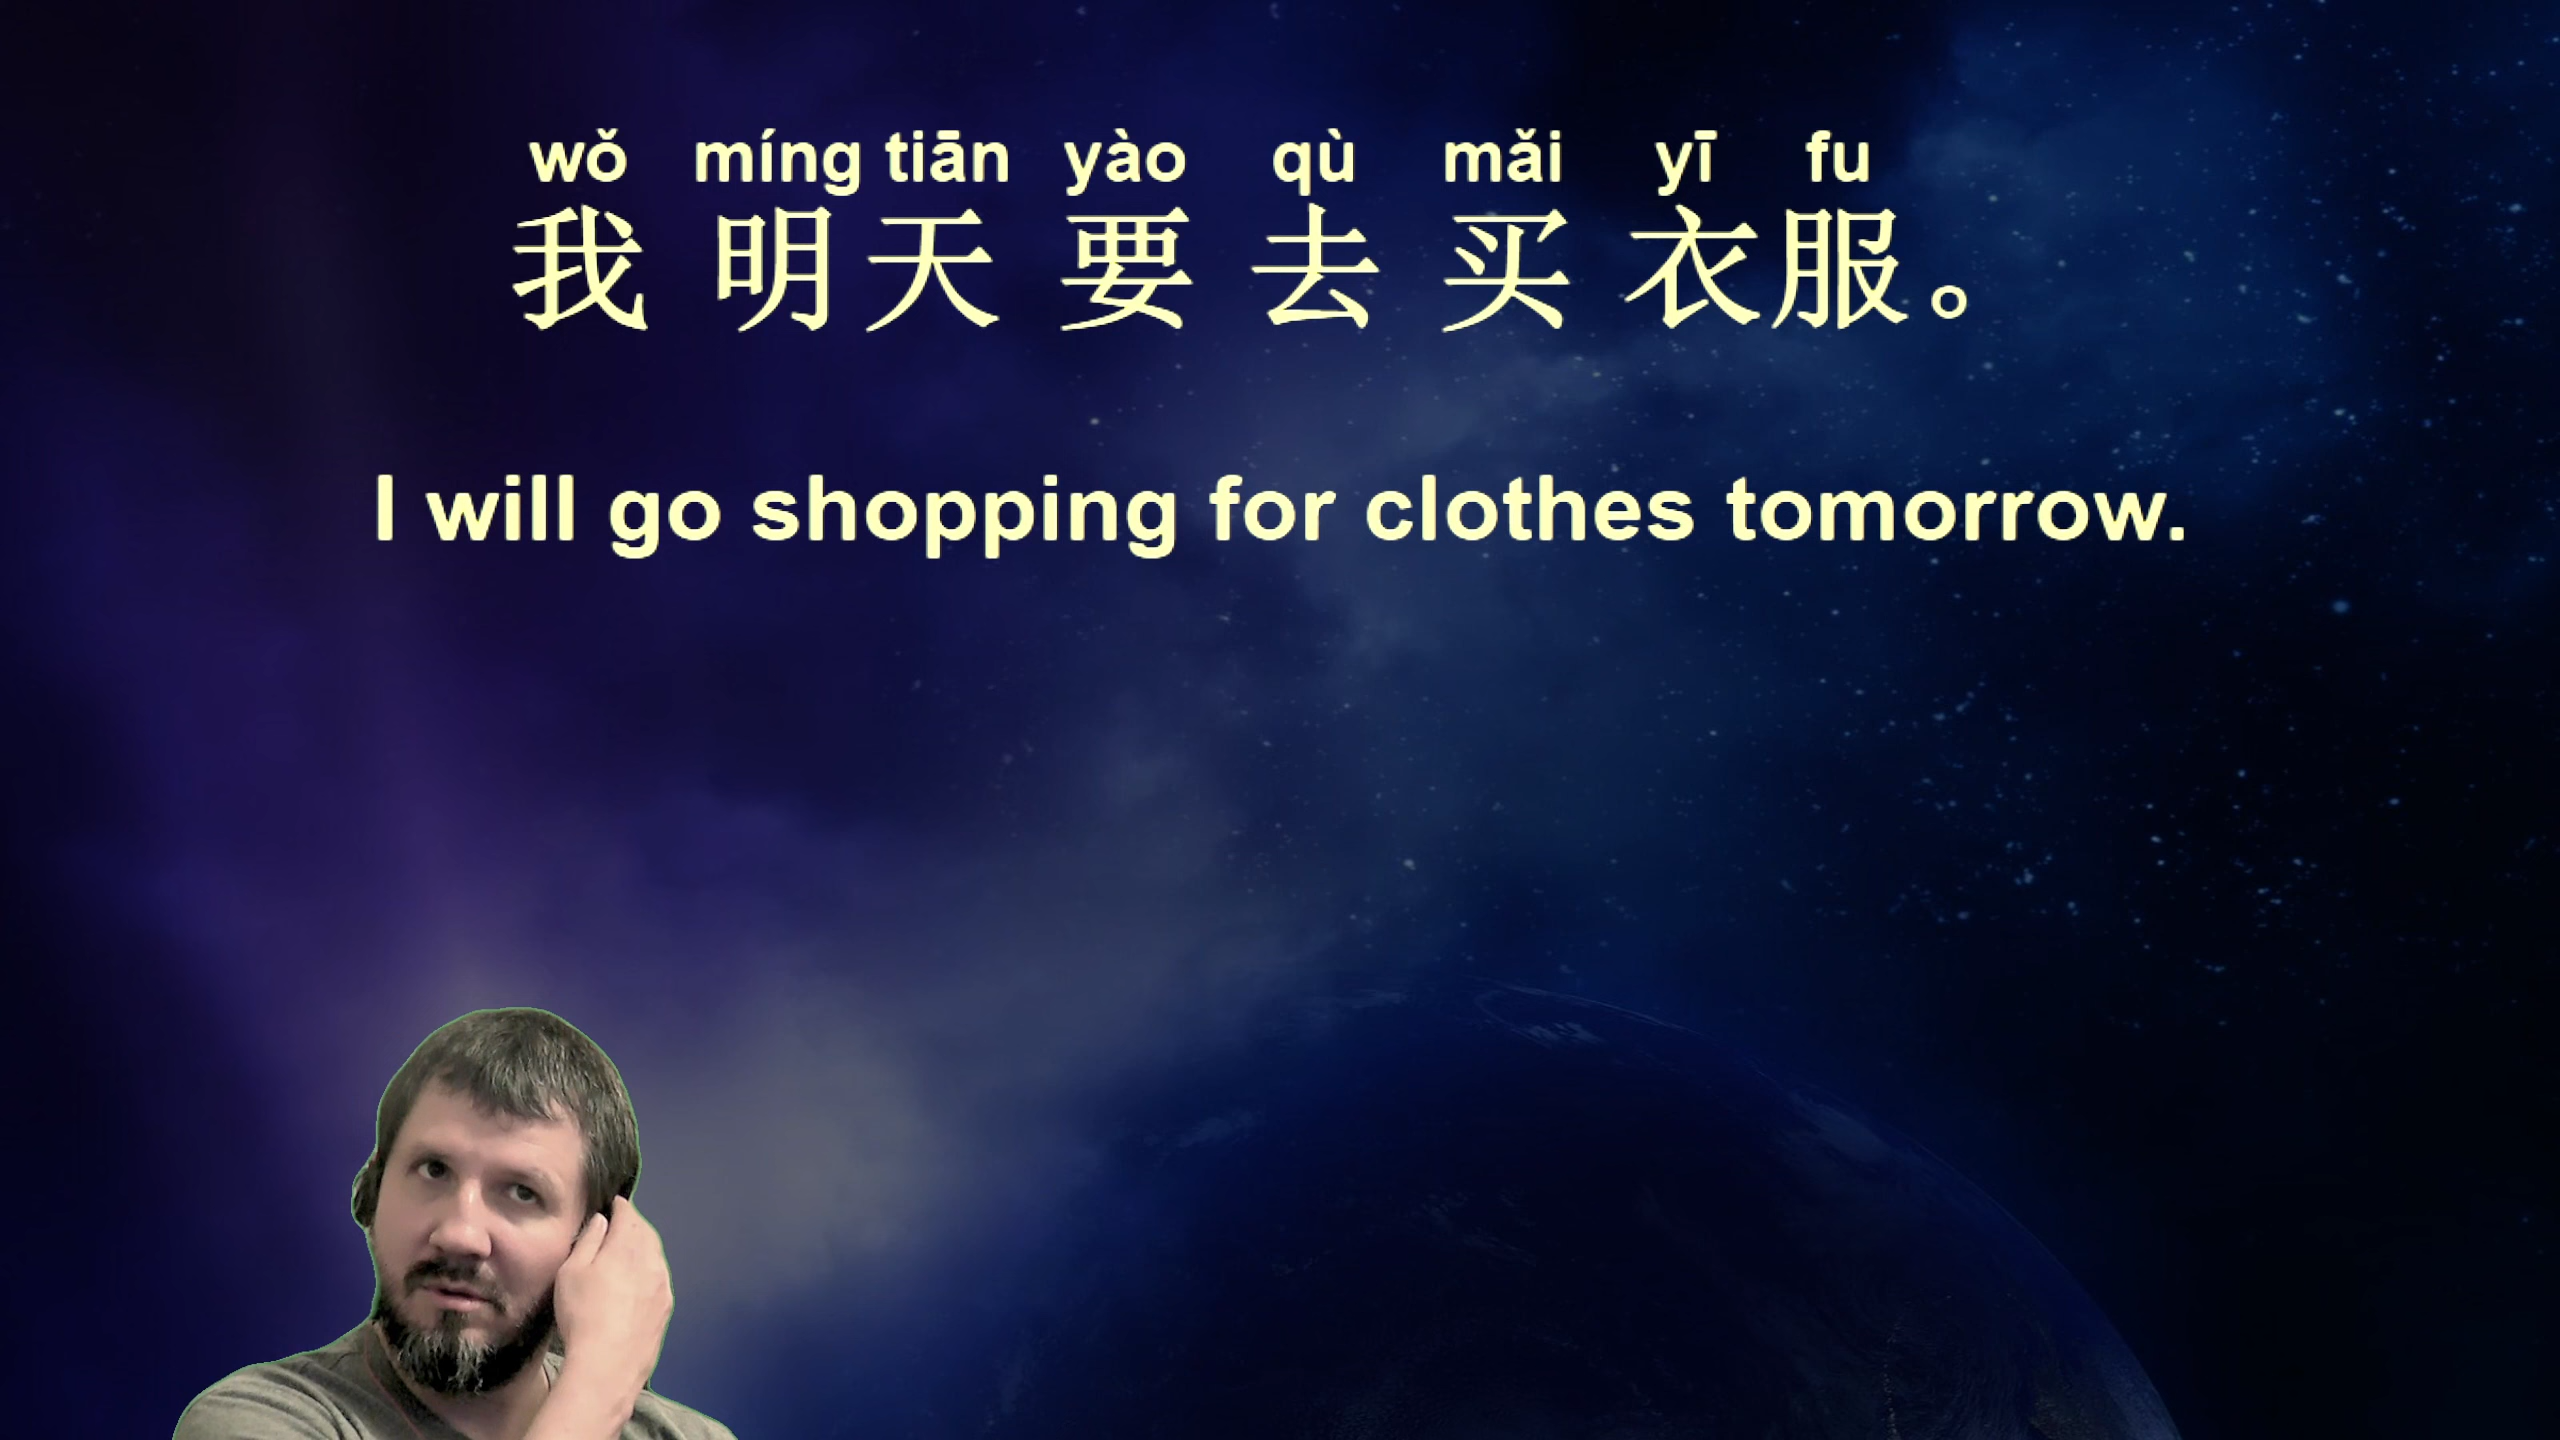 wǒ míng tiān yào qù mǎi yī fu
我 明天 要 去 买 衣服。
I will go shopping for clothes tomorrow.